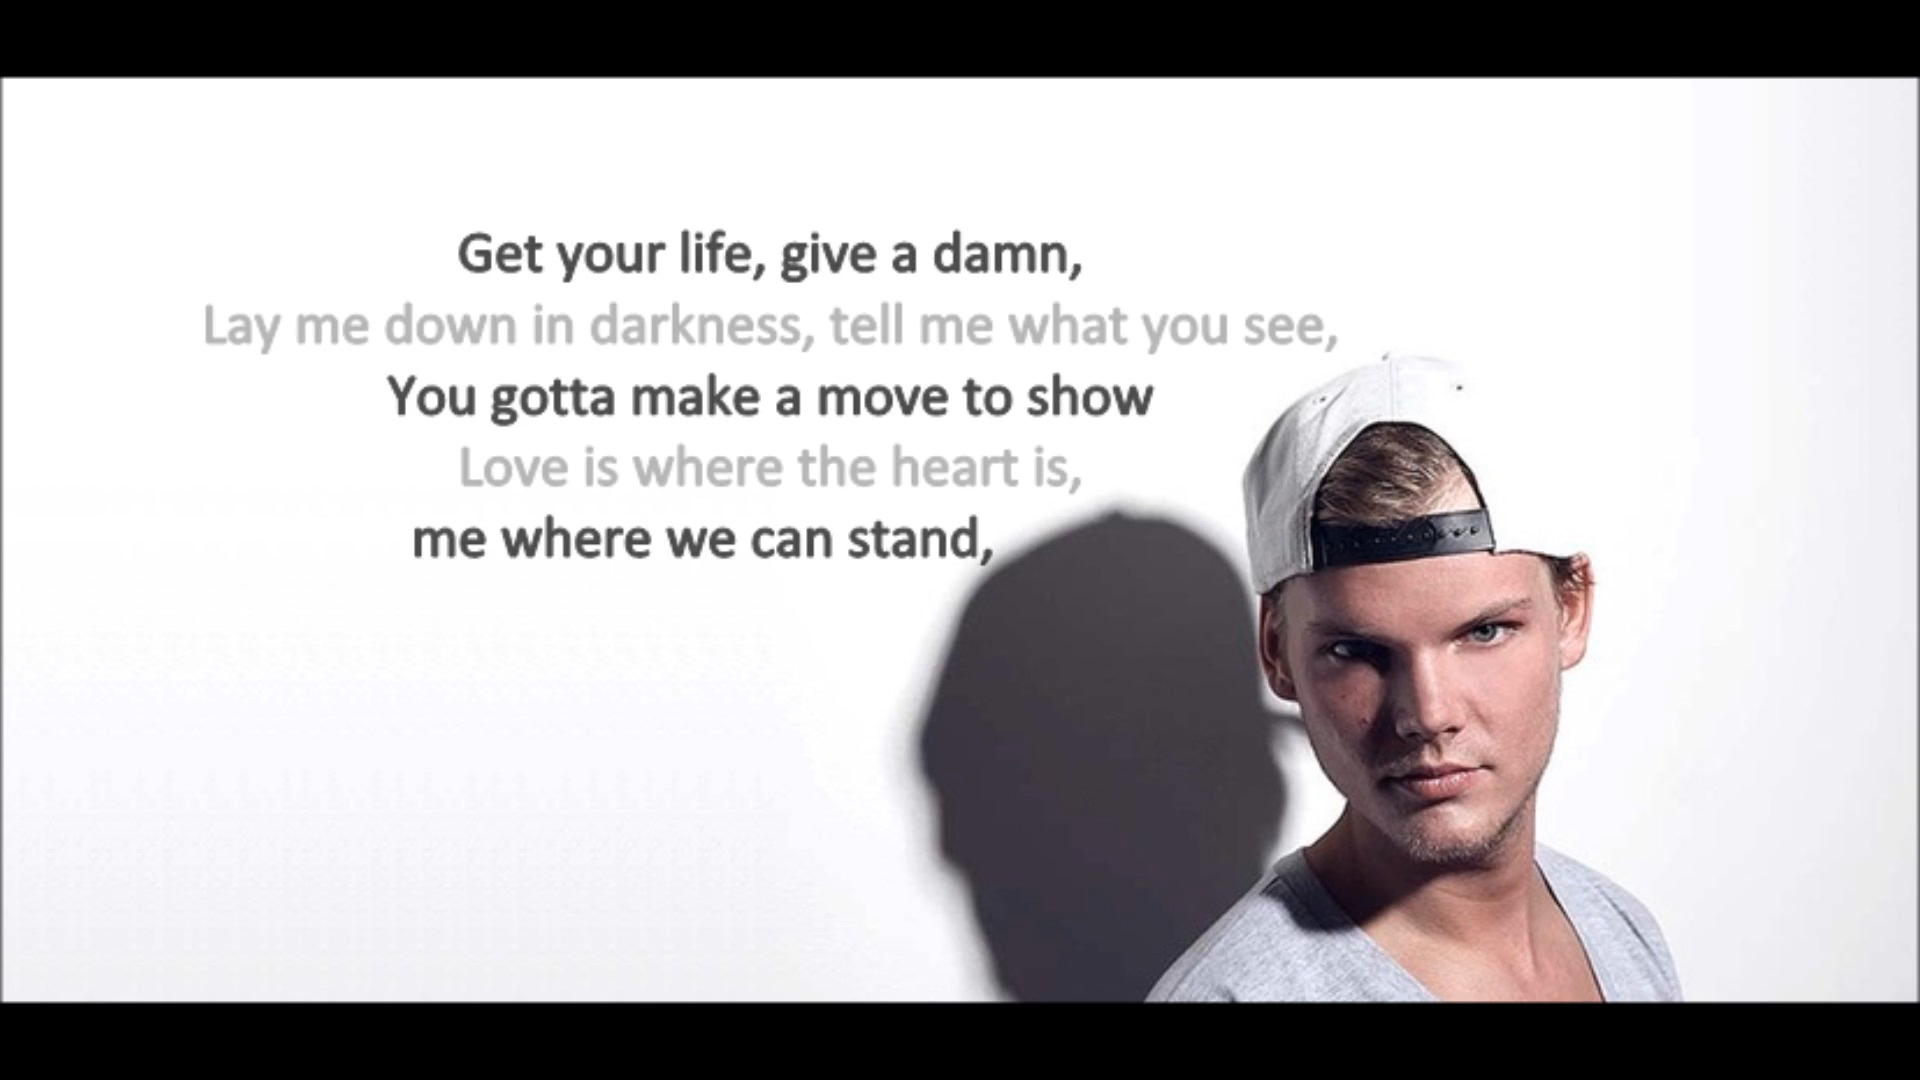 Get your life, give a damn,
Lay me down in darkness, tell me what you see,
You gotta make a move to show
Love is where the heart is,
me where we can stand,